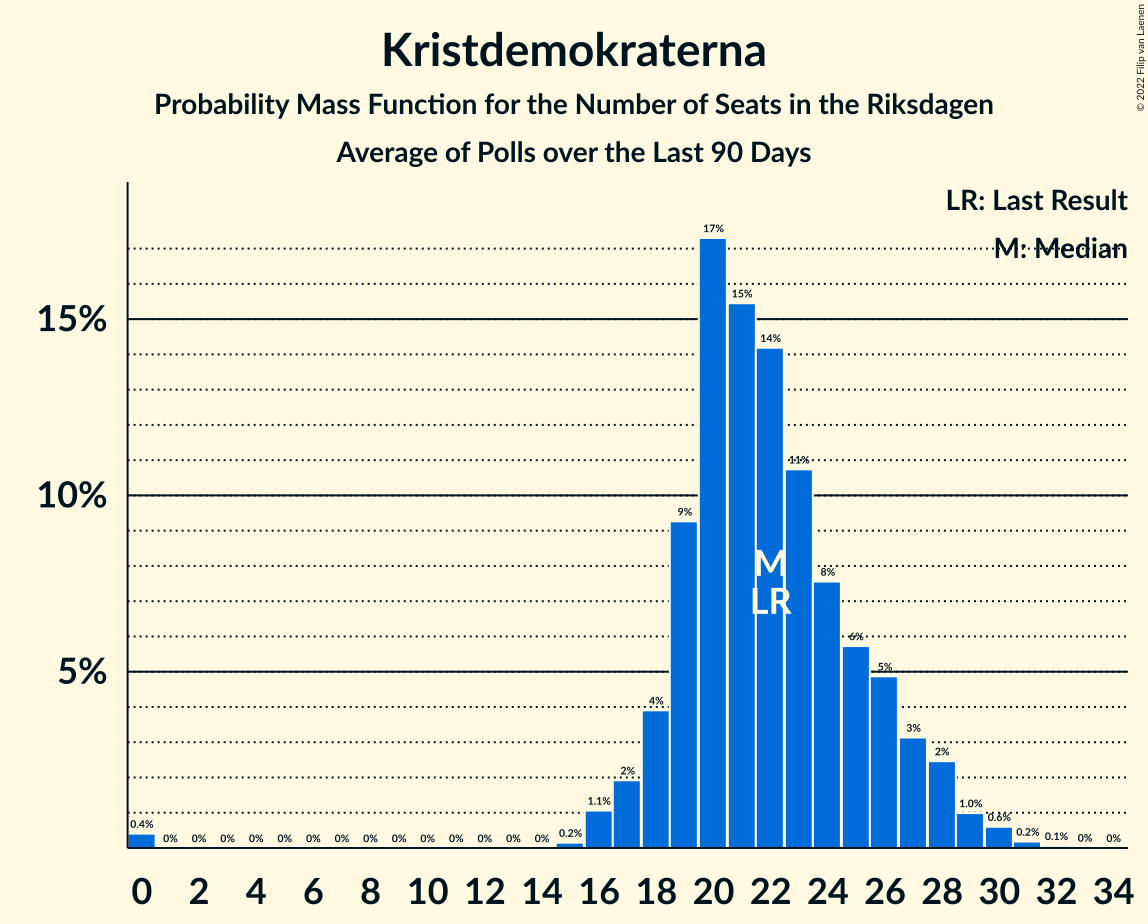 Kristdemokraterna
Probability Mass Function for the Number of Seats in the Riksdagen
Average of Polls over the Last 90 Days
© 2022 Filip van Laenen
LR: Last Result
M: Median
15%
10%
5%
0.4% 0% 0% 0% 0% 0% 0% 0% 0% 0% 0% 0% 0% 0% 0% 0.2% 1.1% 2% 4% 9% 17% 15% 14% 11% 8% 6% 5% 3% 2% 1.0% 0.6% 0.2% 0.1% 0% 0%
M
LR
0 2 4 6 8 10 12 14 16 18 20 22 24 26 28 30 32 34